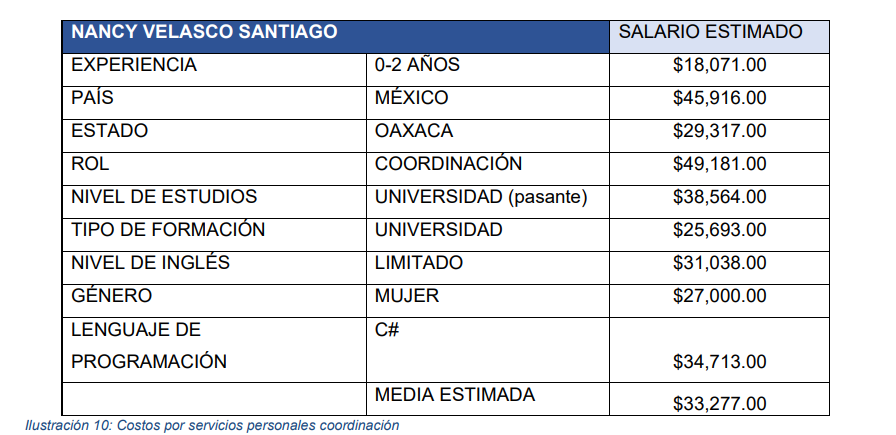 NANCY VELASCO SANTIAGO SALARIO ESTIMADO
EXPERIENCIA 0-2 AÑOS $18,071.00
PAÍS MÉXICO $45,916.00
ESTADO OAXACA $29,317.00
ROL COORDINACIÓN $49,181.00
NIVEL DE ESTUDIOS UNIVERSIDAD (pasante) $38,564.00
TIPO DE FORMACIÓN UNIVERSIDAD $25,693.00
NIVEL DE INGLÉS LIMITADO $31,038.00
GÉNERO MUJER $27,000.00
LENGUAJE DE C#
PROGRAMACIÓN $34,713.00
MEDIA ESTIMADA $33,277.00
Ilustración 10: Costos por servicios personales coordinación